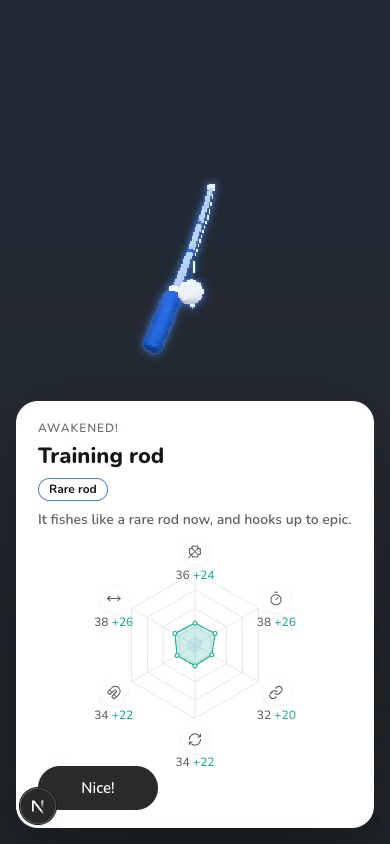 AWAKENED!
Training rod
Rare rod
It fishes like a rare rod now, and hooks up to epic.
36 +24
38 +26
38 +26
34 +22
32 +20
34 +22
Nice!
N